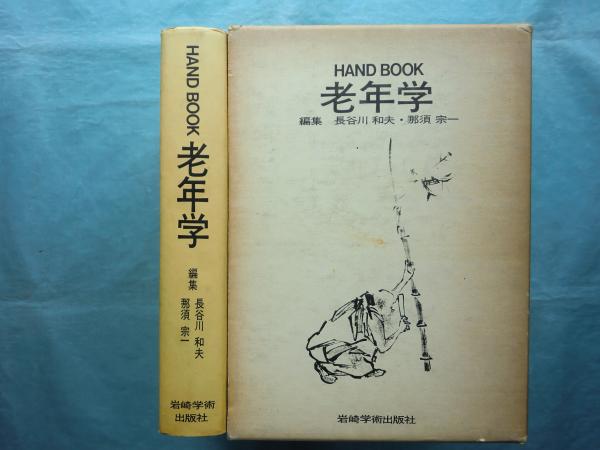 HAND BOOK 老年学
編集
長谷川 和夫
那須 宗一
岩崎学術
出版社
HAND BOOK
老年学
編集 長谷川 和夫・那須 宗一
岩崎学術出版社